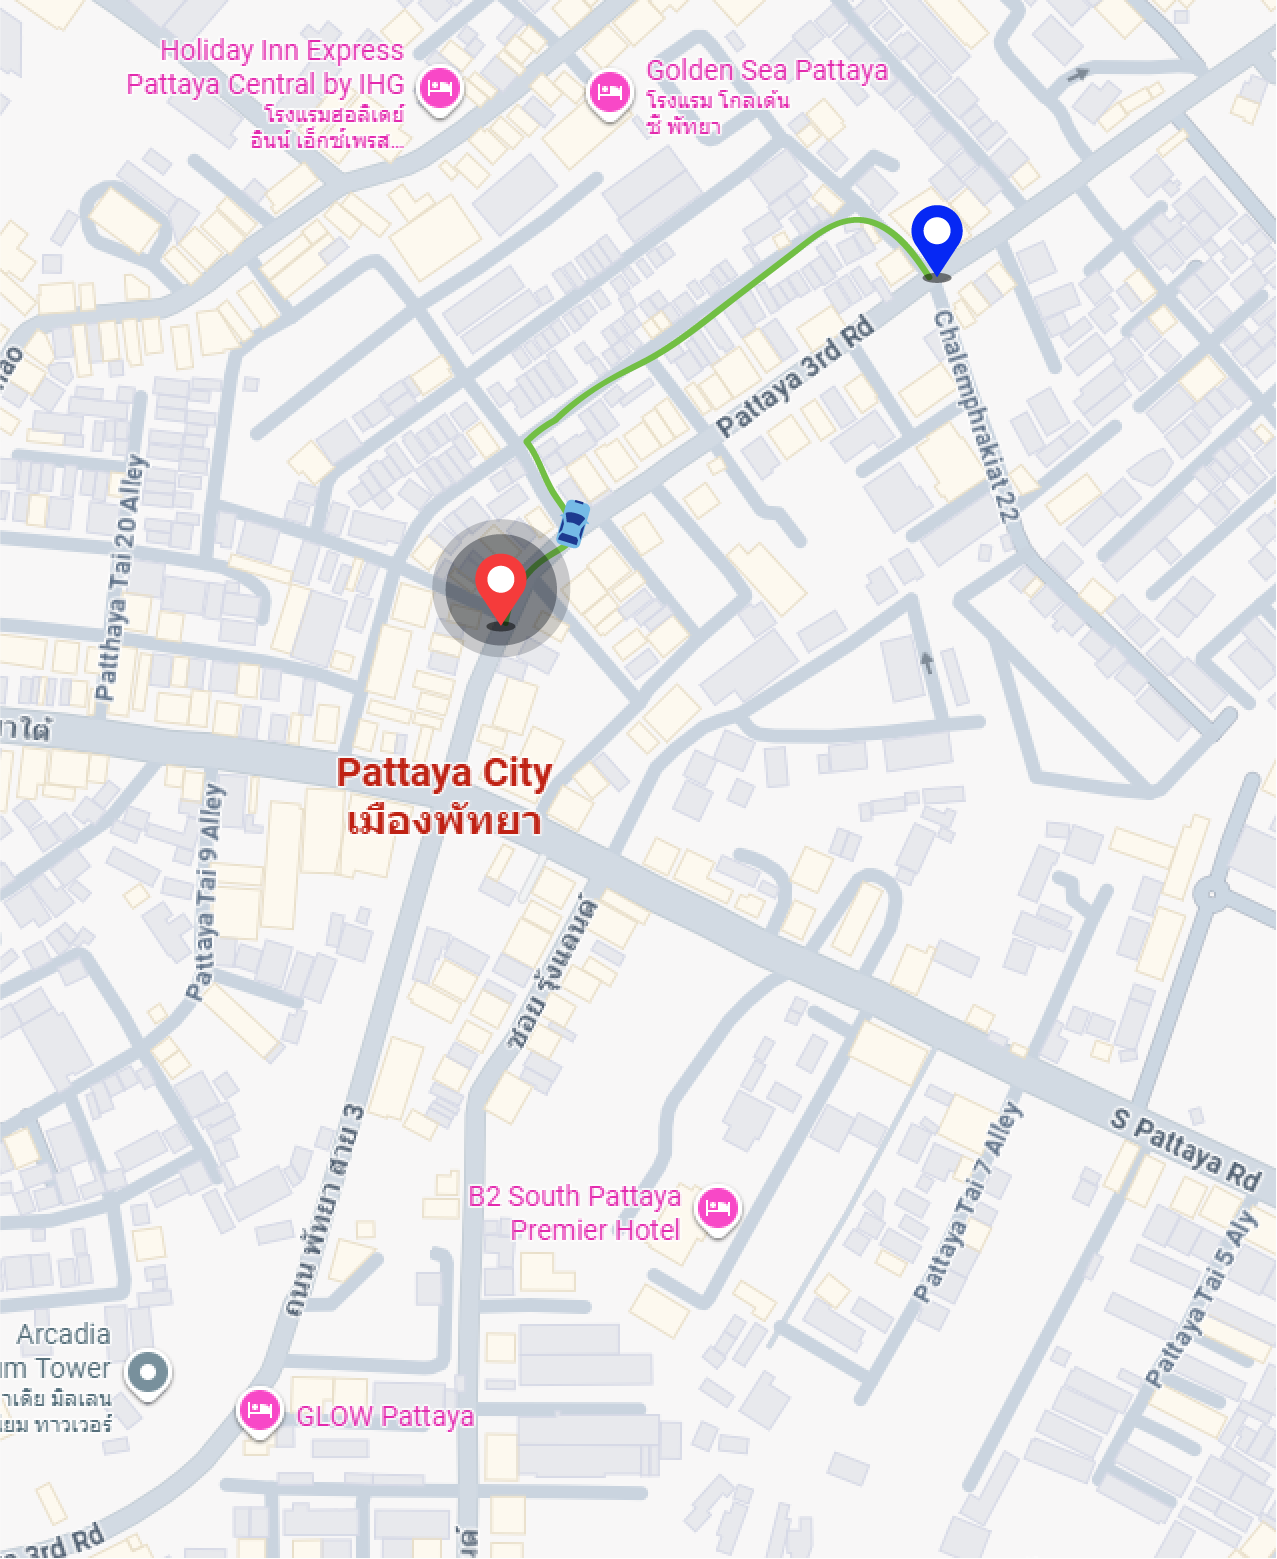 Holiday Inn Express
Pattaya Central by IHG
โรงแรมฮอลิเดย์
อินน์ เอ็กซ์เพรส...
Golden Sea Pattaya
โรงแรม โกลเด้น
ซี พัทยา
Pattaya 3rd Rd
Chalemphrakiat 22
Patthaya Tai 20 Alley
Pattaya City
เมืองพัทยา
Pattaya Tai 9 Alley
ซอย รุ้งแลนด์
ถนน พัทยา สาย 3
S Pattaya Rd
Pattaya Tai 7 Alley
Pattaya Tai 5 Aly
B2 South Pattaya
Premier Hotel
Arcadia
um Tower
าเดีย มิลเลน
นียม ทาวเวอร์
GLOW Pattaya
3rd Rd